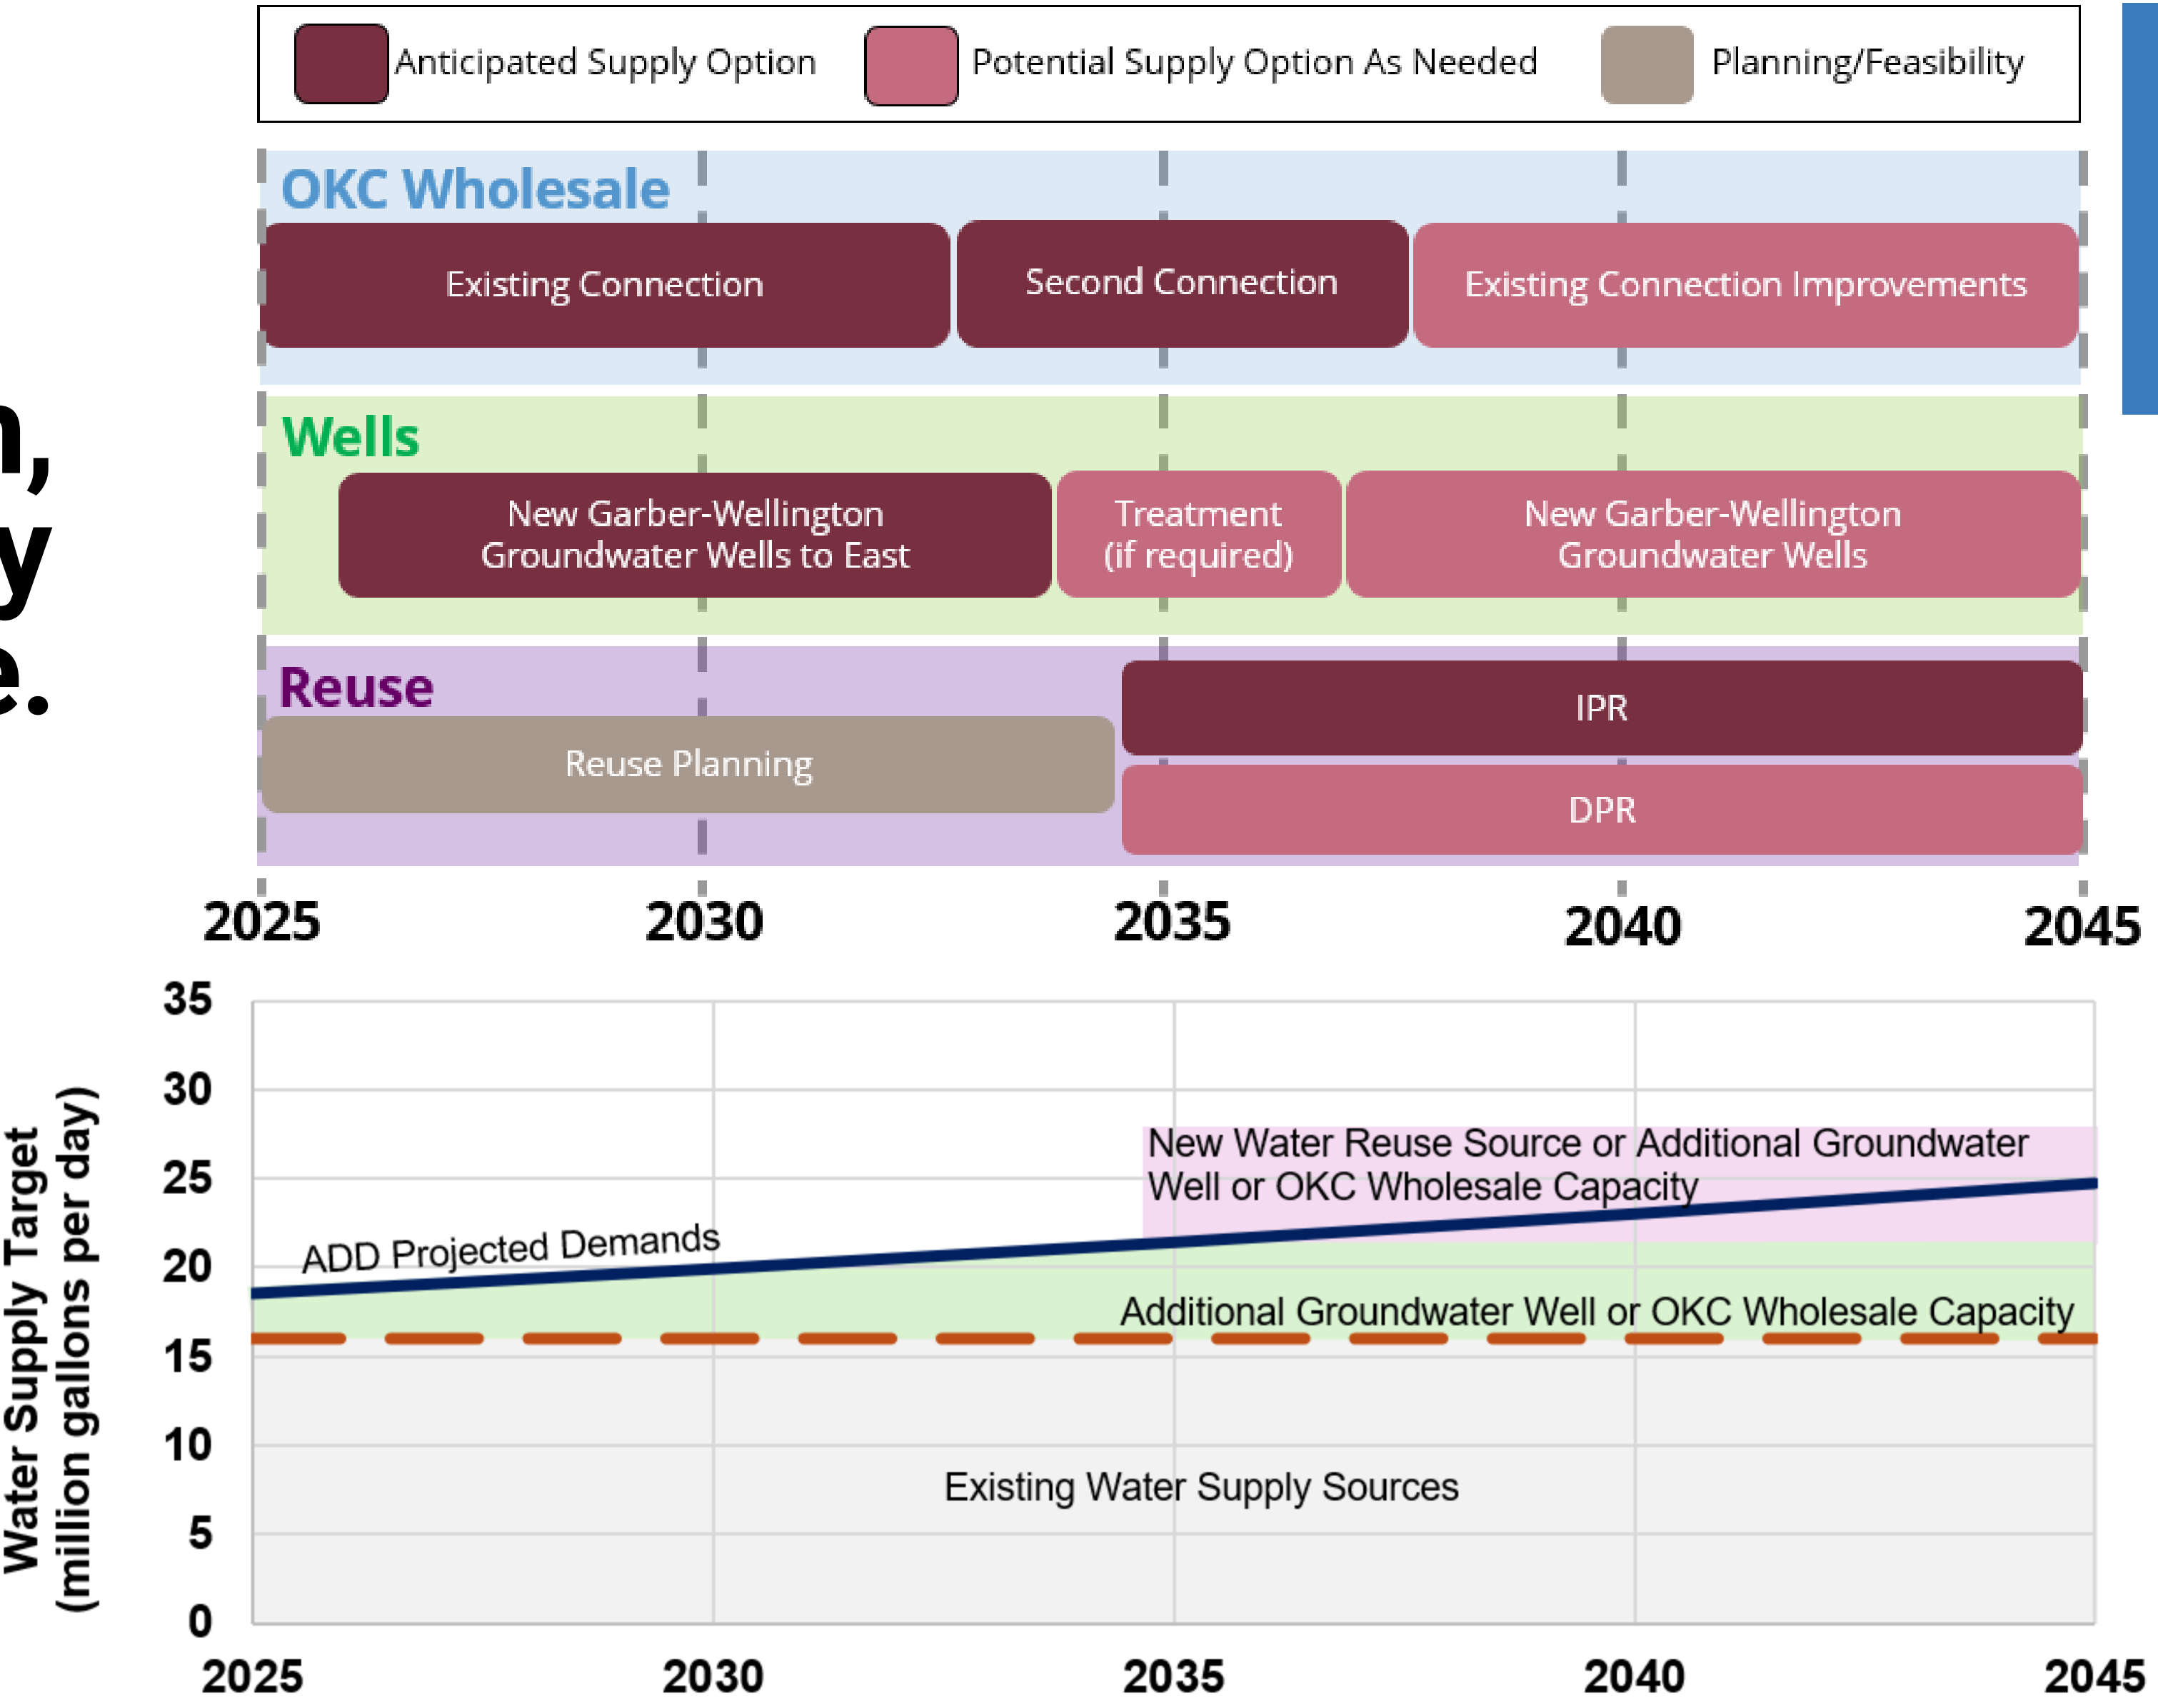 Anticipated Supply Option
Potential Supply Option As Needed
Planning/Feasibility
OKC Wholesale
Existing Connection
Second Connection
Existing Connection Improvements
Wells
New Garber-Wellington
Groundwater Wells to East
Treatment
(if required)
New Garber-Wellington
Groundwater Wells
Reuse
Reuse Planning
IPR
DPR
2025
2030
2035
2040
2045
Water Supply Target
(million gallons per day)
35
30
25
20
15
10
5
0
New Water Reuse Source or Additional Groundwater
Well or OKC Wholesale Capacity
ADD Projected Demands
Additional Groundwater Well or OKC Wholesale Capacity
Existing Water Supply Sources
2025
2030
2035
2040
2045